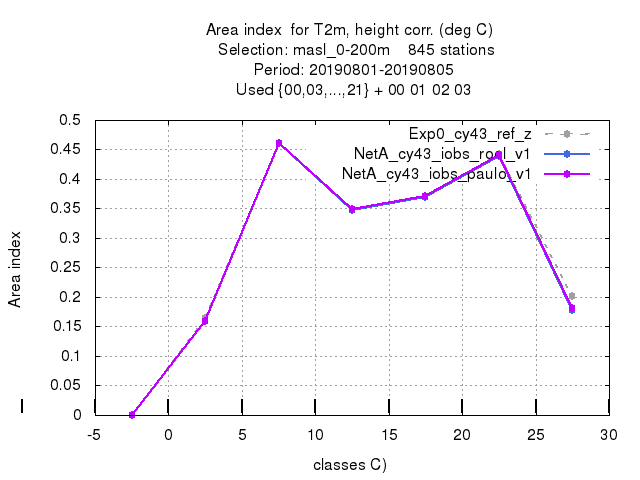 Area index  for T2m, height corr. (deg C)
Selection: masl_0-200m    845 stations
Period: 20190801-20190805
Used {00,03,...,21} + 00 01 02 03
Exp0_cy43_ref_z
NetA_cy43_iobs_roel_v1
NetA_cy43_iobs_paulo_v1
0.5
0.45
0.4
0.35
0.3
0.25
0.2
0.15
0.1
0.05
0
Area index
-5 0 5 10 15 20 25 30
classes C)